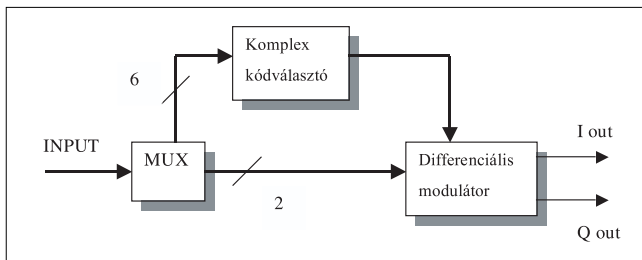 Komplex
kódválasztó
6
INPUT
MUX
2
Differenciális
modulátor
I out
Q out